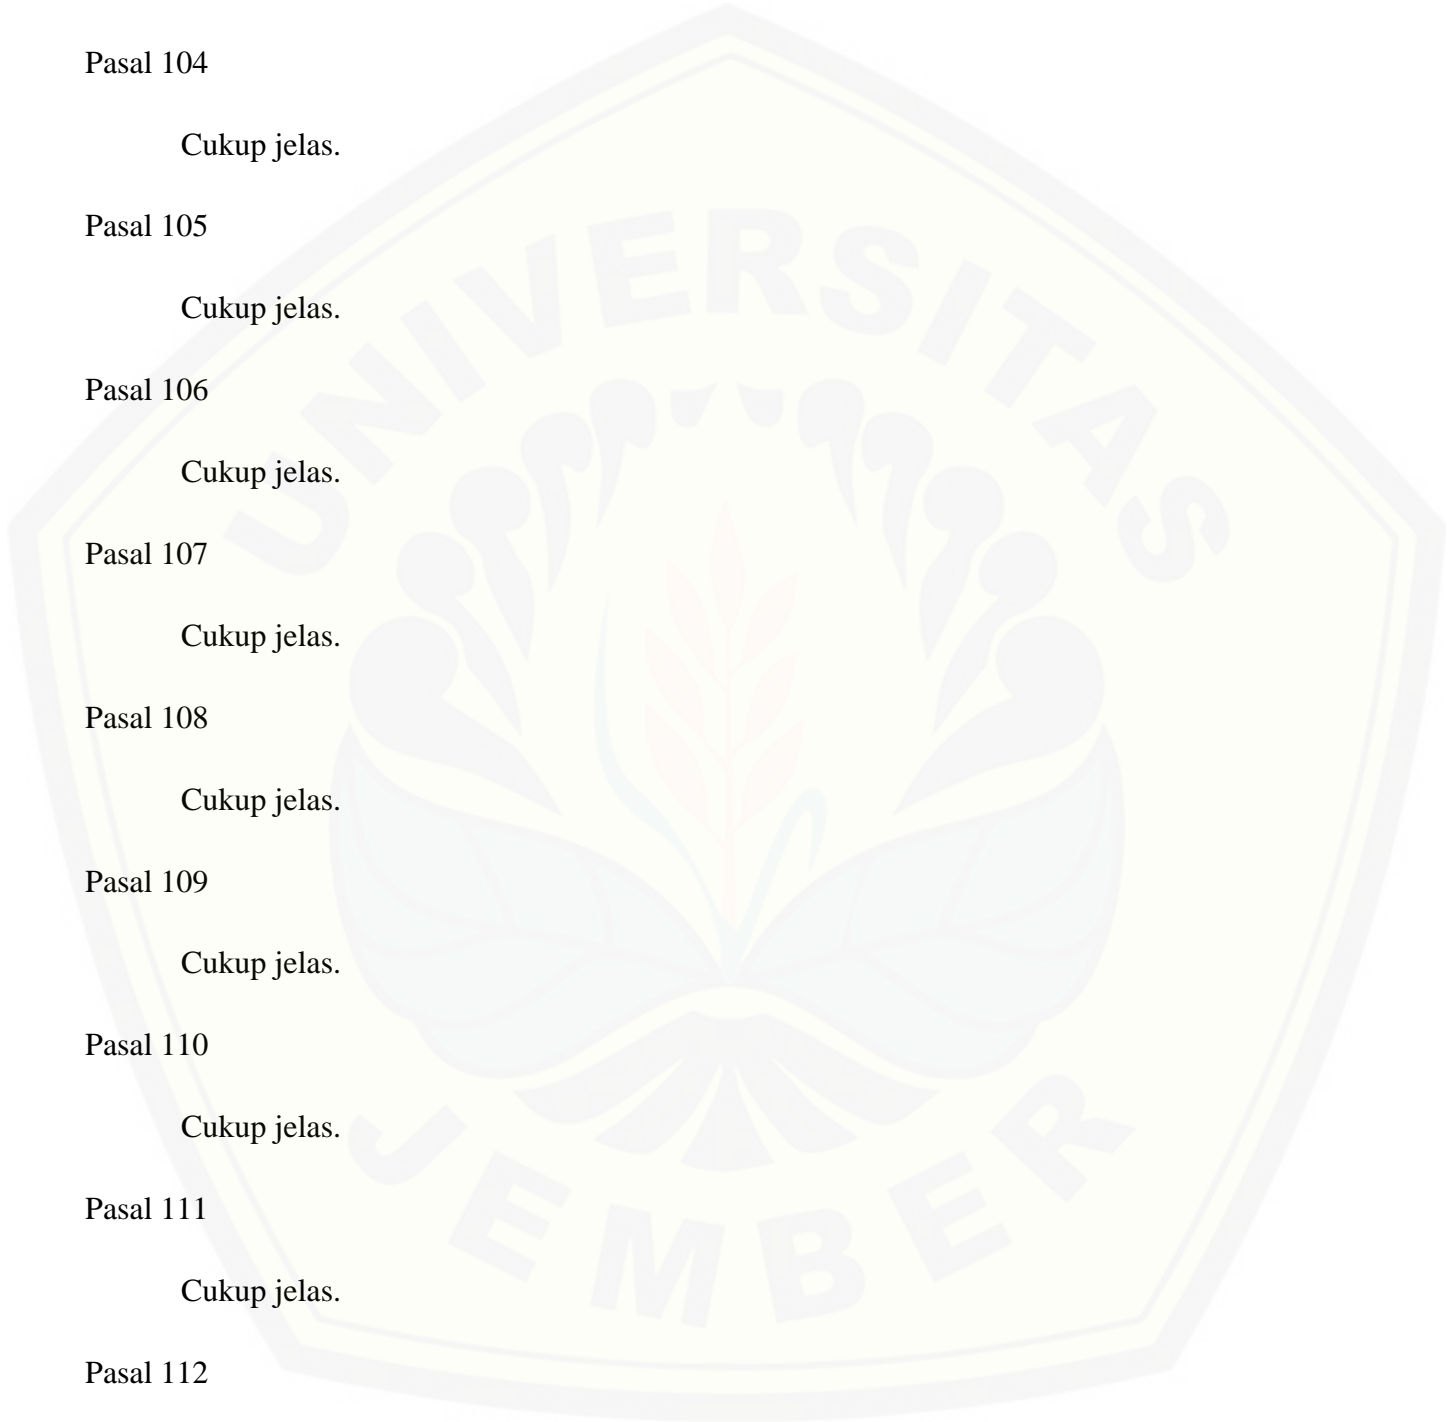 Pasal 104
Cukup jelas.
Pasal 105
Cukup jelas.
Pasal 106
Cukup jelas.
Pasal 107
Cukup jelas.
Pasal 108
Cukup jelas.
Pasal 109
Cukup jelas.
Pasal 110
Cukup jelas.
Pasal 111
Cukup jelas.
Pasal 112
UNIVERSITAS
JEMBER